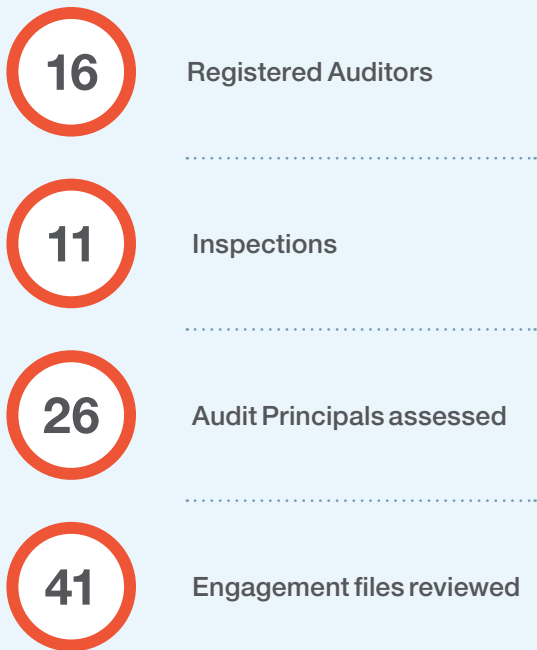 16
Registered Auditors
11
Inspections
26
Audit Principals assessed
41
Engagement files reviewed